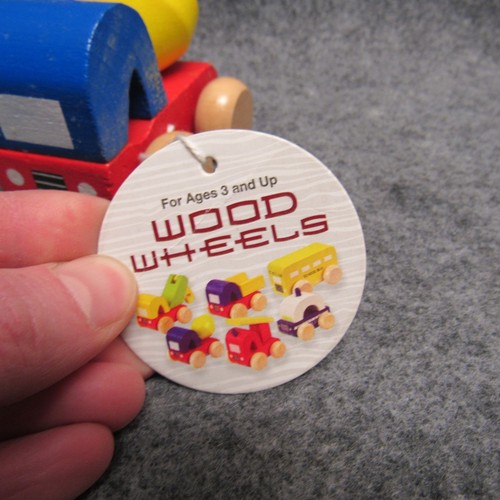 For Ages 3 and Up
WOOD
WHEELS